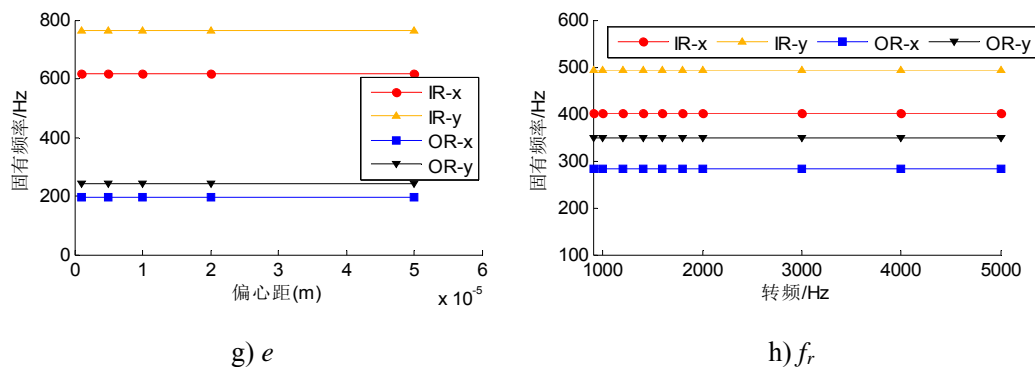 800
600
400
200
0
固有频率/Hz
IR-x
IR-y
OR-x
OR-y
0 1 2 3 4 5 6
偏心距(m)
x 10⁻⁵
g) e
600
500
400
300
200
100
固有频率/Hz
IR-x IR-y OR-x OR-y
1000 2000 3000 4000 5000
转频/Hz
h) fr